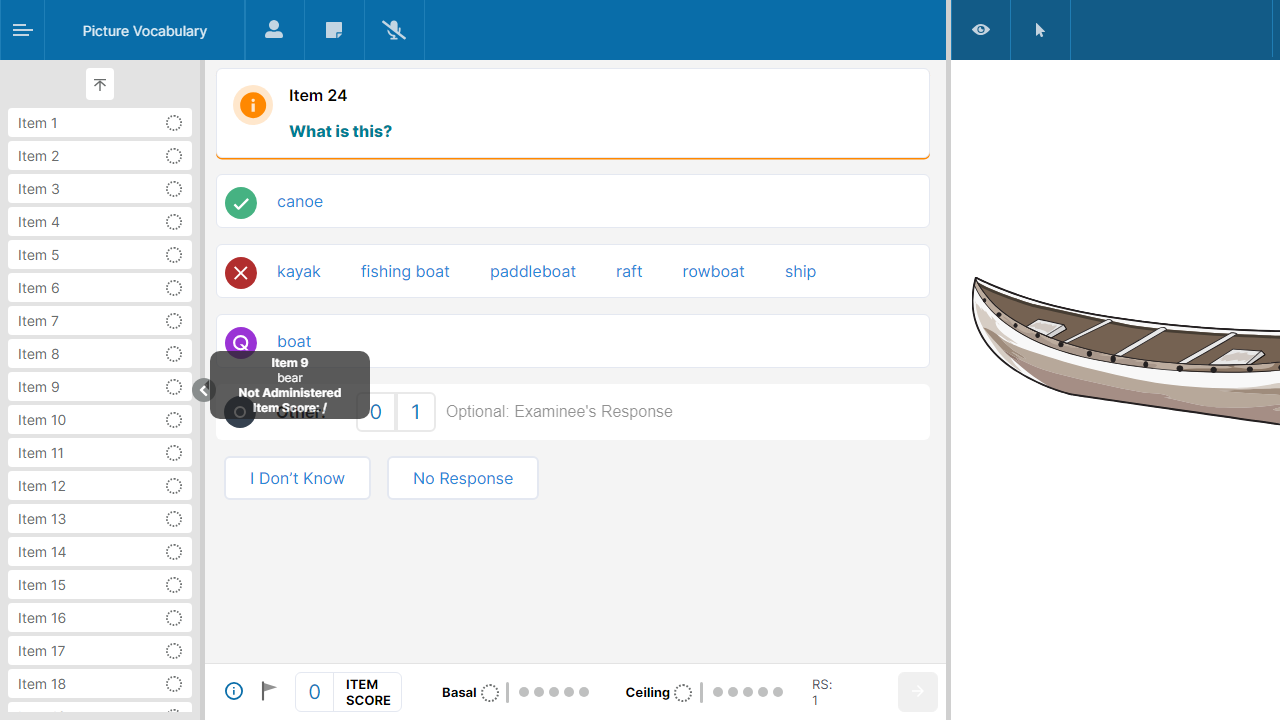 Picture Vocabulary
Item 1
Item 2
Item 3
Item 4
Item 5
Item 6
Item 7
Item 8
Item 9
Item 10
Item 11
Item 12
Item 13
Item 14
Item 15
Item 16
Item 17
Item 18
Item 24
What is this?
canoe
kayak fishing boat paddleboat raft rowboat ship
Q boat
Item 9
bear
Not Administered
Item Score: /
O Other: 0 1 Optional: Examinee's Response
I Don't Know No Response
0 ITEM SCORE
Basal
Ceiling
RS:
1